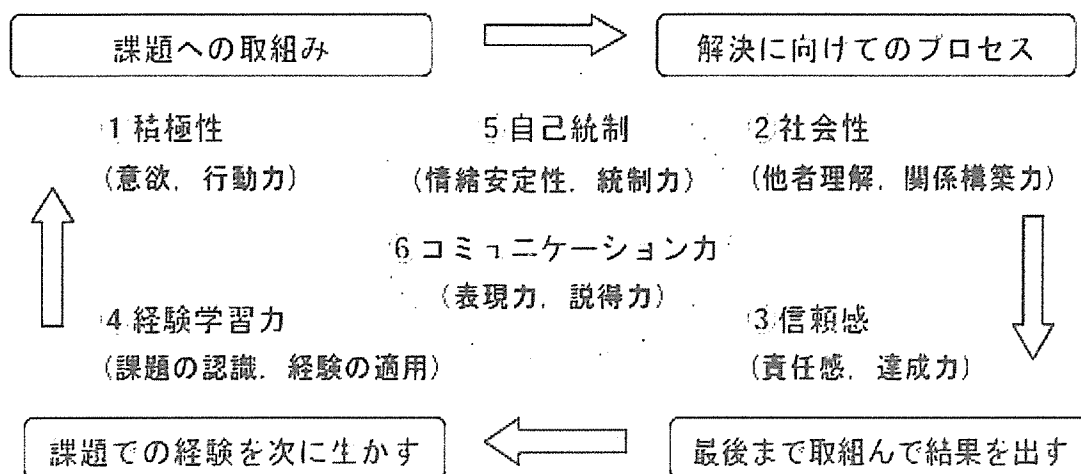 課題への取組み
解決に向けてのプロセス
1 積極性
(意欲，行動力)
5 自己統制
(情緒安定性，統制力)
2 社会性
(他者理解，関係構築力)
6 コミュニケーション力
(表現力，説得力)
4 経験学習力
(課題の認識，経験の適用)
3 信頼感
(責任感，達成力)
課題での経験を次に生かす
最後まで取組んで結果を出す